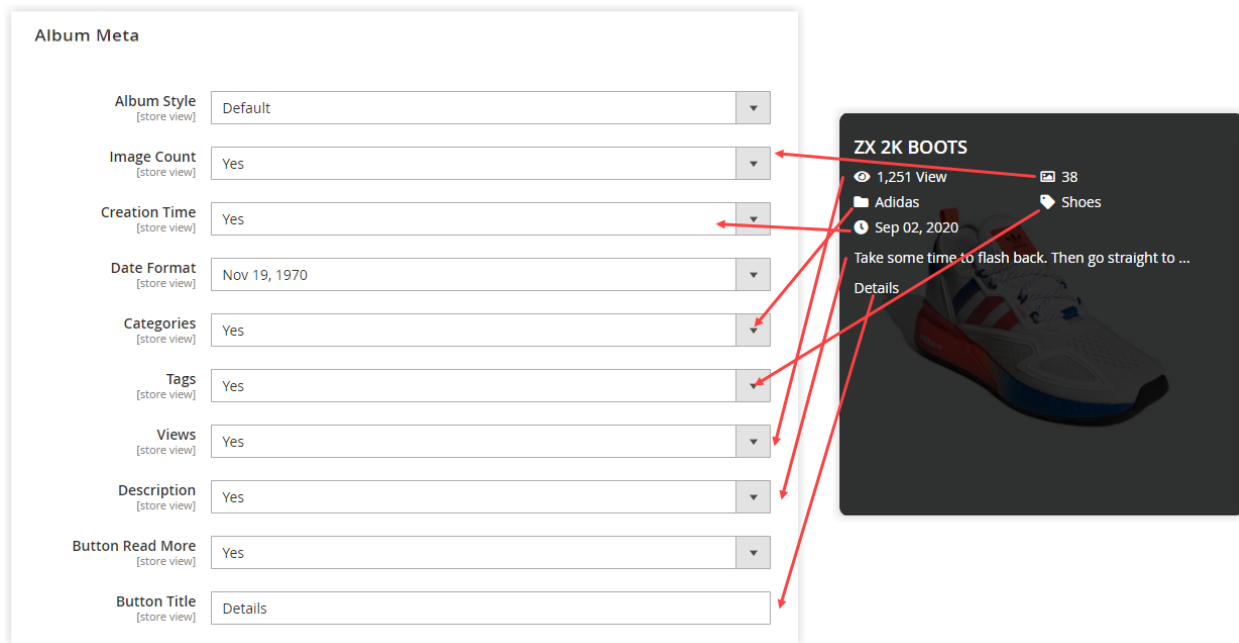 Album Meta
Album Style
[store view]
Default
Image Count
[store view]
Yes
Creation Time
[store view]
Yes
Date Format
[store view]
Nov 19, 1970
Categories
[store view]
Yes
Tags
[store view]
Yes
Views
[store view]
Yes
Description
[store view]
Yes
Button Read More
[store view]
Yes
Button Title
[store view]
Details
ZX 2K BOOTS
1,251 View
38
Adidas
Shoes
Sep 02, 2020
Take some time to flash back. Then go straight to ...
Details